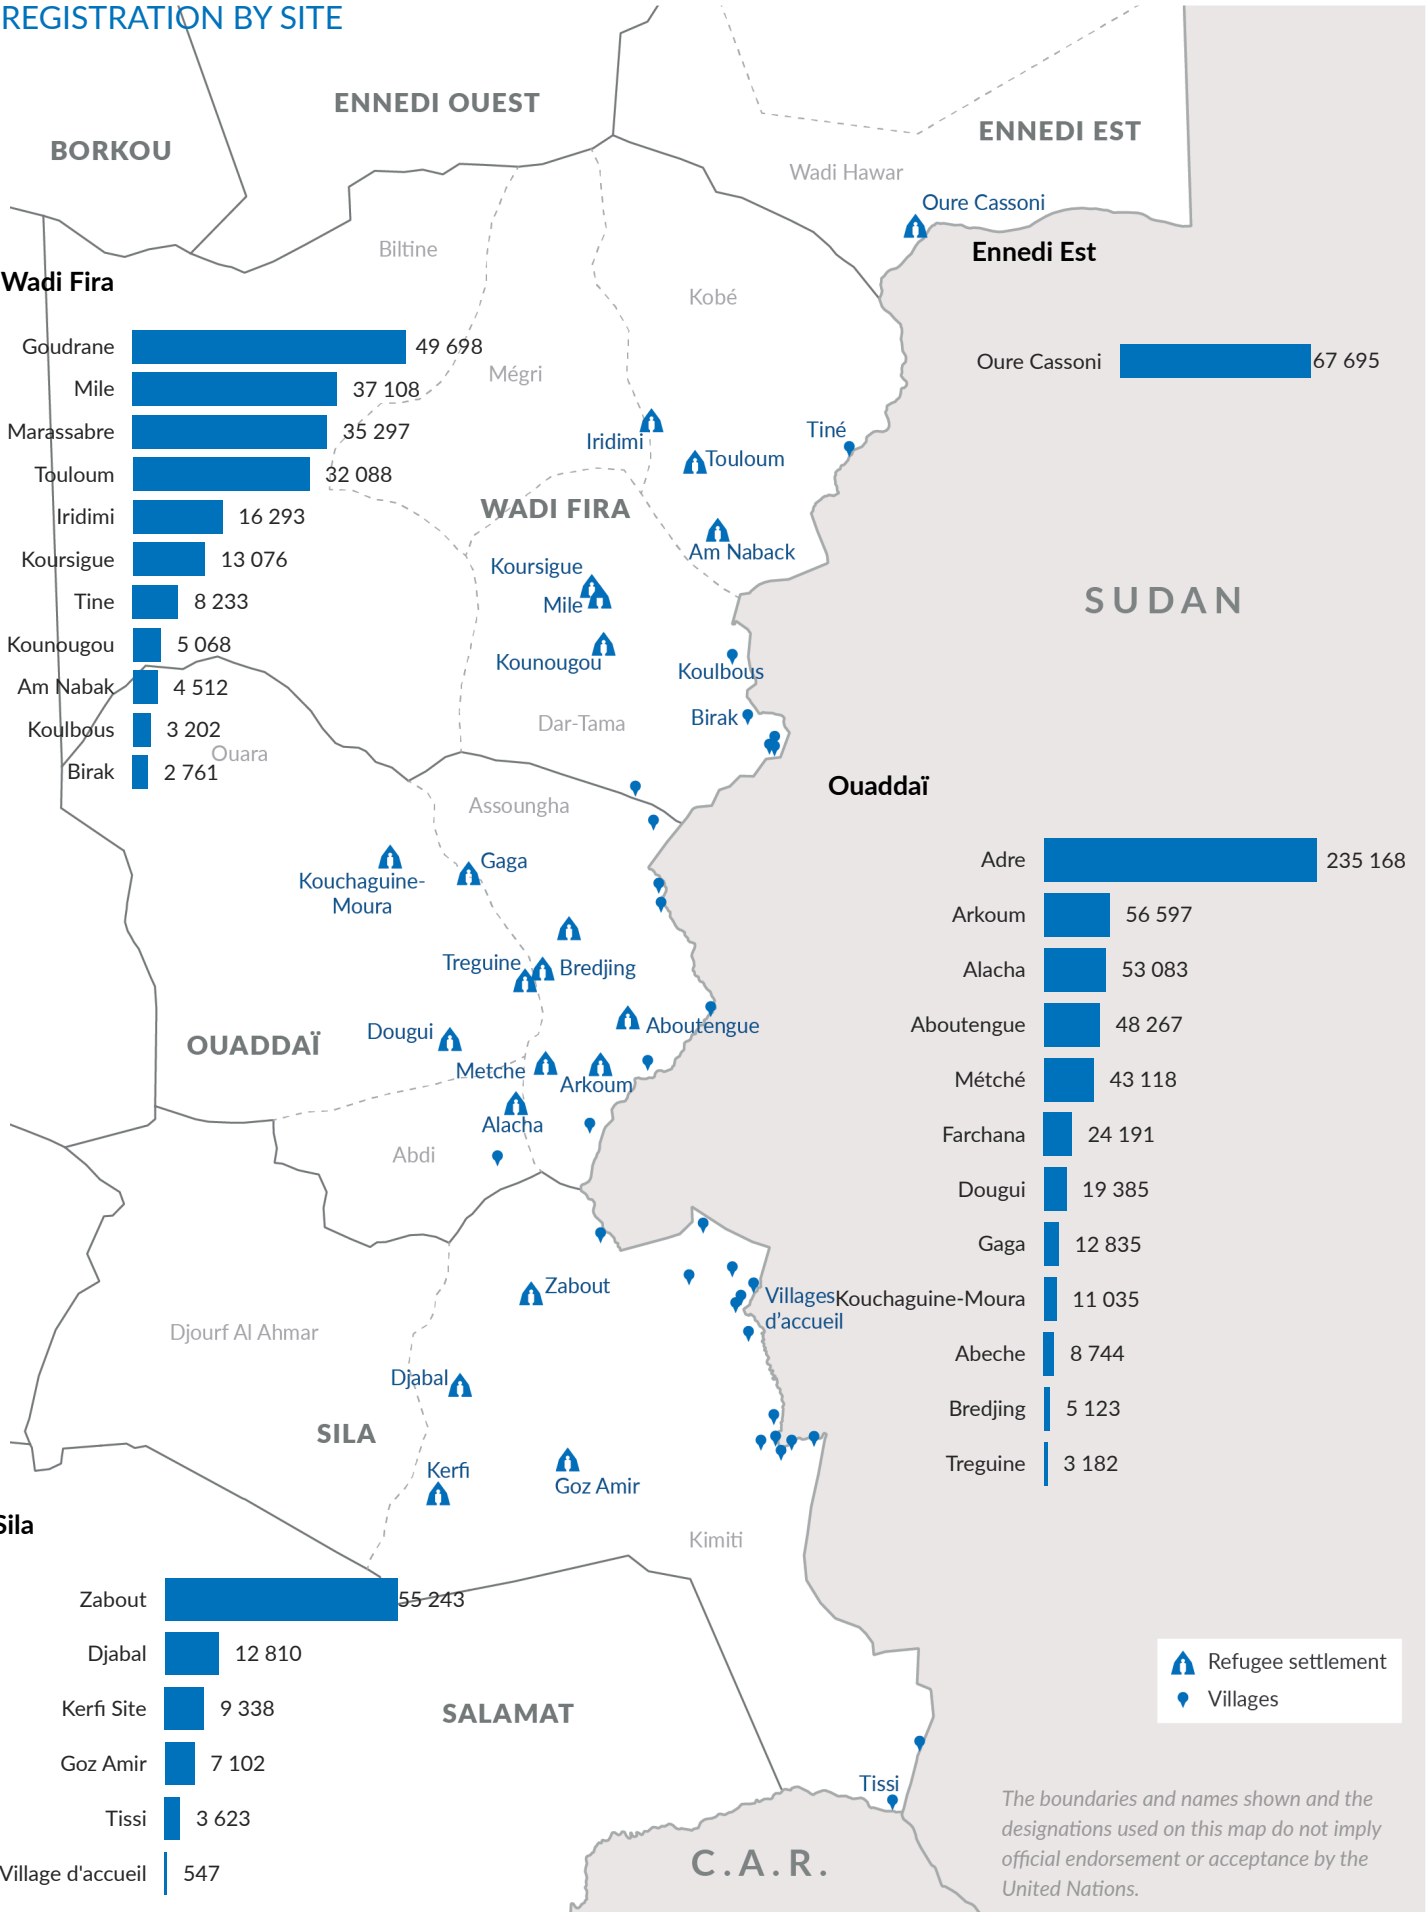 REGISTRATION BY SITE
ENNEDI OUEST
BORKOU
ENNEDI EST
Wadi Hawar
Oure Cassoni
Biltine
Kobé
Mégri
Ennedi Est
Oure Cassoni 67 695
Wadi Fira
Goudrane 49 698
Mile 37 108
Marassabre 35 297
Touloum 32 088
Iridimi 16 293
Koursigue 13 076
Tine 8 233
Kounougou 5 068
Am Nabak 4 512
Koulbous 3 202
Birak 2 761
Iridimi
Tiné
Touloum
WADI FIRA
Am Naback
Koursigue
Mile
Kounougou
Koulbous
Birak
Dar-Tama
SUDAN
Ouara
Assoungha
Gaga
Kouchaguine-
Moura
Treguine
Bredjing
Aboutengue
Dougui
OUADDAÏ
Metche
Arkoum
Alacha
Abdi
Ouaddaï
Adre 235 168
Arkoum 56 597
Alacha 53 083
Aboutengue 48 267
Métché 43 118
Farchana 24 191
Dougui 19 385
Gaga 12 835
Kouchaguine-Moura 11 035
Abeche 8 744
Bredjing 5 123
Treguine 3 182
Zabout
Villages
d'accueil
Djourf Al Ahmar
Djabal
SILA
Kerfi
Goz Amir
Kimiti
Sila
Zabout 55 243
Djabal 12 810
Kerfi Site 9 338
Goz Amir 7 102
Tissi 3 623
Village d'accueil 547
SALAMAT
Tissi
C.A.R.
Refugee settlement
Villages
The boundaries and names shown and the
designations used on this map do not imply
official endorsement or acceptance by the
United Nations.